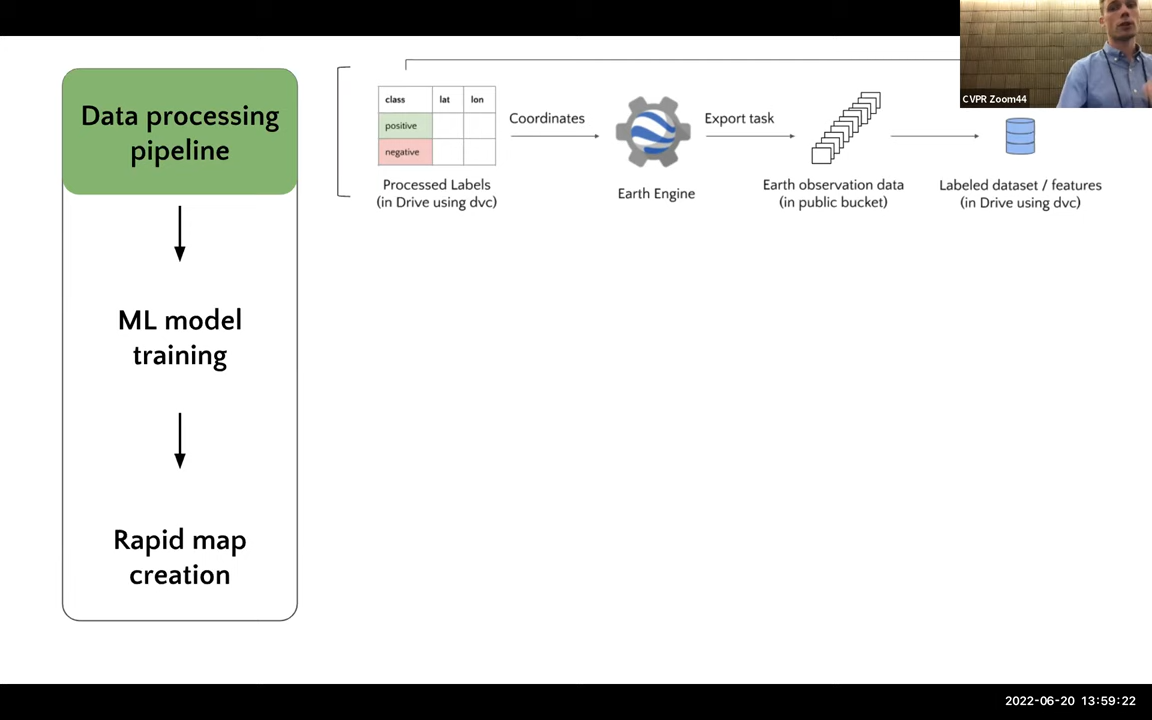 Data processing
pipeline
ML model
training
Rapid map
creation
class lat lon
positive
negative
Processed Labels
(in Drive using dvc)
Coordinates
Earth Engine
Export task
Earth observation data
(in public bucket)
Labeled dataset / features
(in Drive using dvc)
CVPR Zoom44
2022-06-20 13:59:22